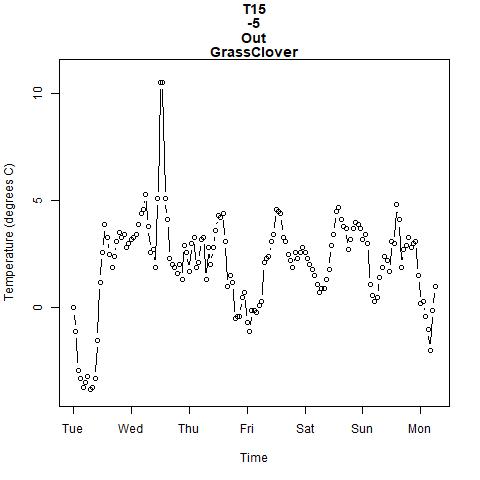 T15
-5
Out
GrassClover
Temperature (degrees C)
10
5
0
Tue Wed Thu Fri Sat Sun Mon
Time